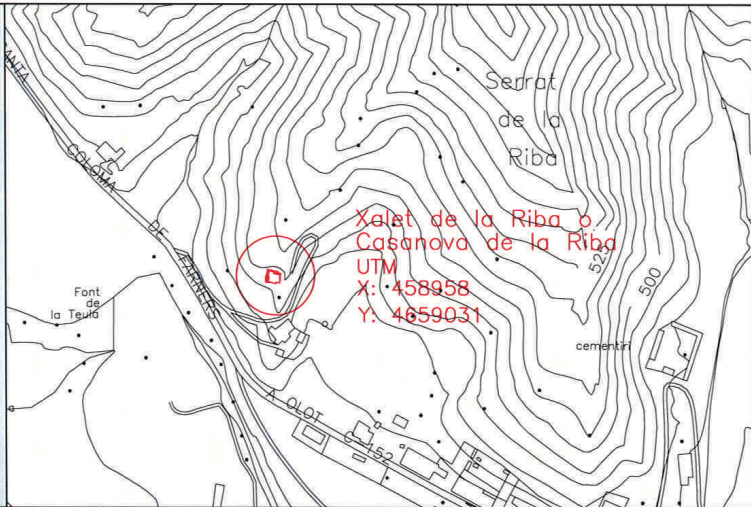 ANTA
COLOMA
DE
FARNERS
A OLOT C-152
Serrat
de la
Riba
Xalet de la Riba o
Casanova de la Riba
UTM
X: 458958
Y: 4659031
525
500
Font
de
la Teula
cementiri
a
a